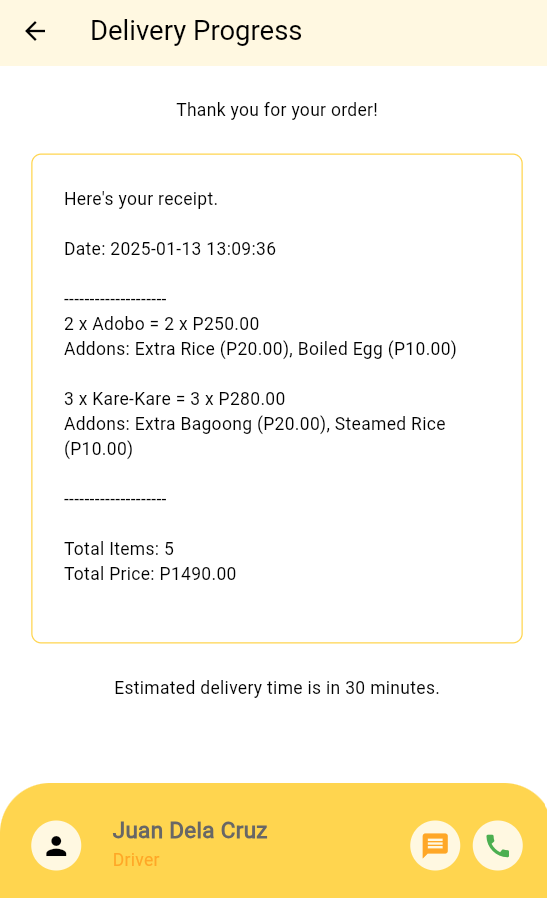 Delivery Progress
Thank you for your order!
Here's your receipt.
Date: 2025-01-13 13:09:36
--------------------
2 x Adobo = 2 x P250.00
Addons: Extra Rice (P20.00), Boiled Egg (P10.00)
3 x Kare-Kare = 3 x P280.00
Addons: Extra Bagoong (P20.00), Steamed Rice
(P10.00)
--------------------
Total Items: 5
Total Price: P1490.00
Estimated delivery time is in 30 minutes.
Juan Dela Cruz
Driver